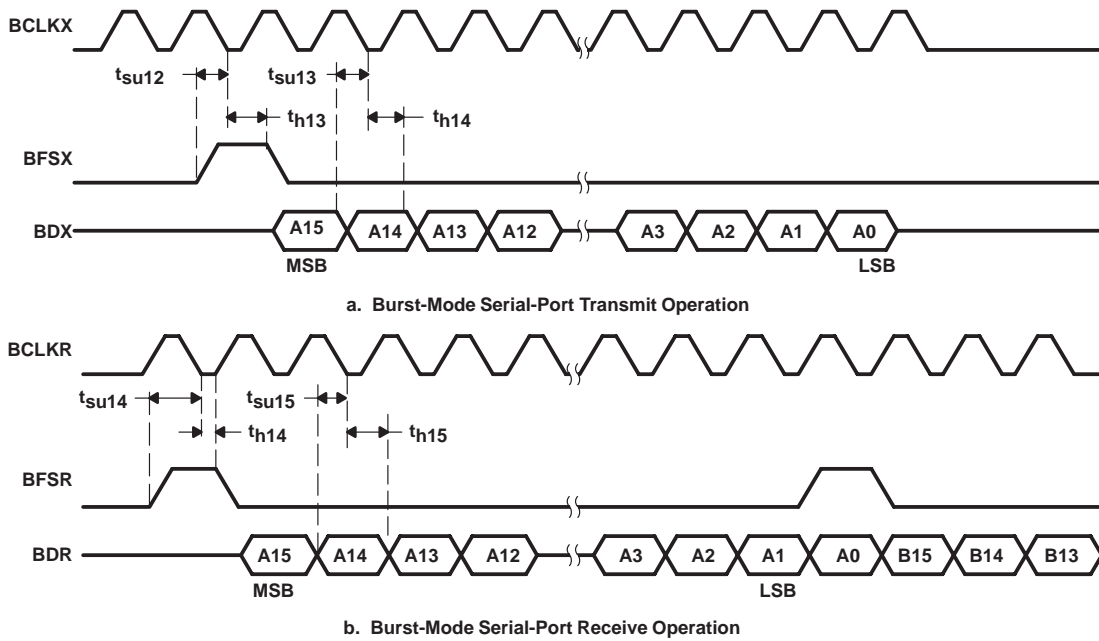 BCLKX
tsu12
tsu13
th13
th14
BFSX
BDX
A15 A14 A13 A12 A3 A2 A1 A0
MSB LSB
a. Burst-Mode Serial-Port Transmit Operation
BCLKR
tsu14
tsu15
th14
th15
BFSR
BDR
A15 A14 A13 A12 A3 A2 A1 A0 B15 B14 B13
MSB LSB
b. Burst-Mode Serial-Port Receive Operation